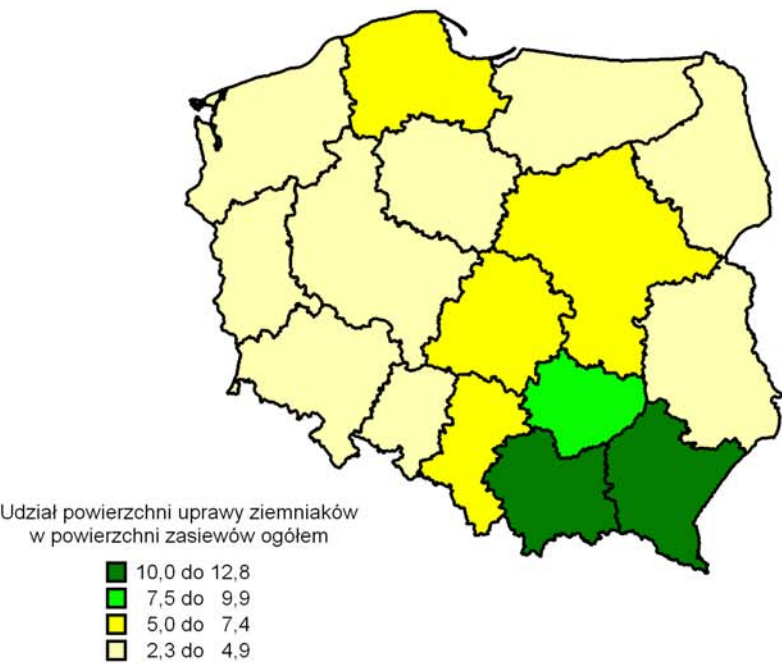 Udział powierzchni uprawy ziemniaków
w powierzchni zasiewów ogółem
10,0 do 12,8
7,5 do 9,9
5,0 do 7,4
2,3 do 4,9